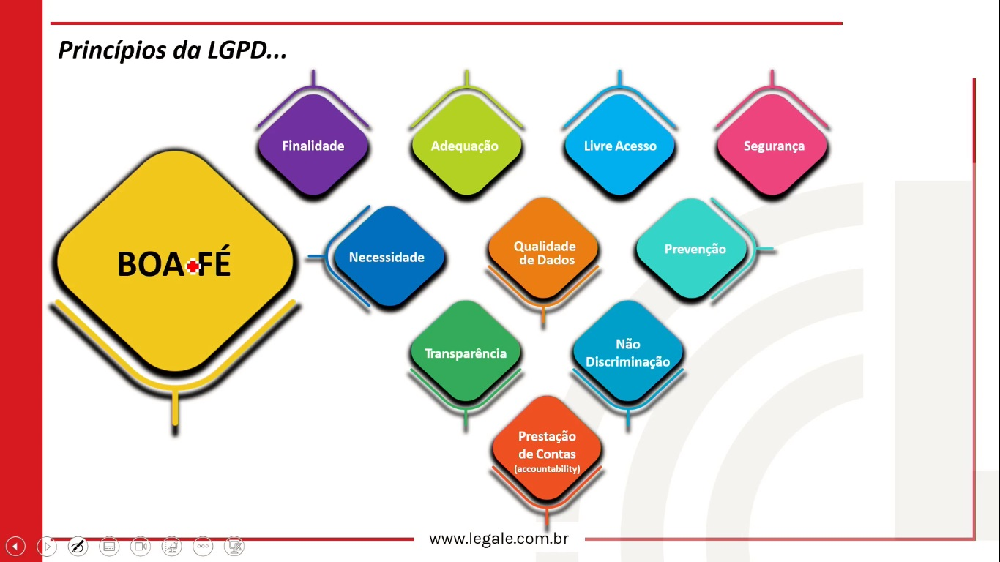 Princípios da LGPD...
Finalidade
Adequação
Livre Acesso
Segurança
BOA FÉ
Necessidade
Qualidade
de Dados
Prevenção
Transparência
Não
Discriminação
Prestação
de Contas
(accountability)
www.legale.com.br